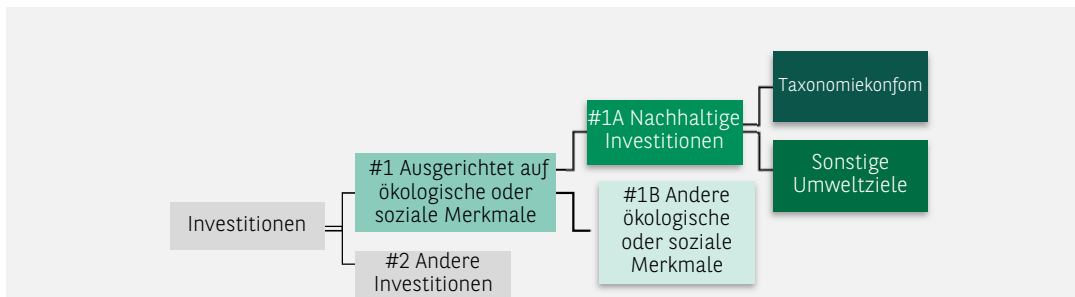 Taxonomiekonfom
#1A Nachhaltige
Investitionen
Sonstige
Umweltziele
#1 Ausgerichtet auf
ökologische oder
soziale Merkmale
#1B Andere
ökologische
oder soziale
Merkmale
Investitionen
#2 Andere
Investitionen